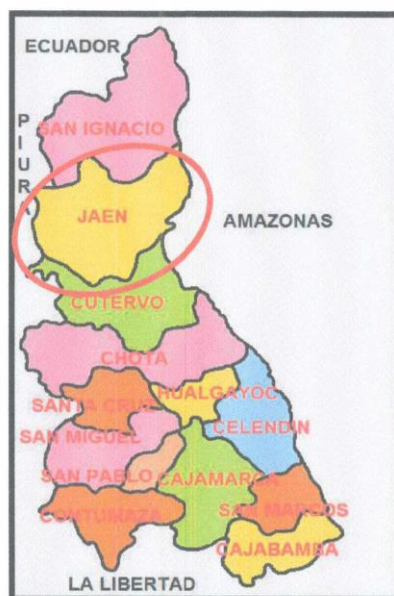 ECUADOR
PIURA
SAN IGNACIO
JAEN
AMAZONAS
CUTERVO
CHOTA
HUALGAYOC
SANTA CRUZ
CELENDIN
SAN MIGUEL
SAN PABLO
CAJAMARCA
CONTUMAZA
SAN MARCOS
CAJABAMBA
LA LIBERTAD